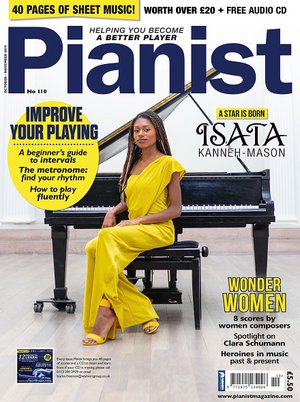 40 PAGES OF SHEET MUSIC! WORTH OVER £20 + FREE AUDIO CD
OCTOBER - NOVEMBER 2019
HELPING YOU BECOME
A BETTER PLAYER
Pianist
No 110
IMPROVE
YOUR PLAYING
A beginner's guide
to intervals
The metronome:
find your rhythm
How to play
fluently
A STAR IS BORN
ISATA
KANNEH-MASON
WONDER
WOMEN
8 scores by
women composers
Spotlight on
Clara Schumann
Heroines in music
past & present
£5.50
www.pianistmagazine.com